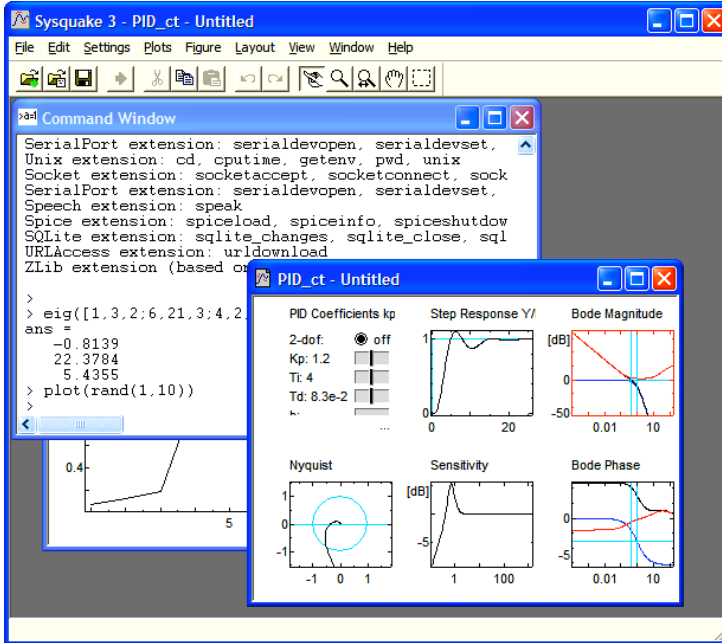 Sysquake 3 - PID_ct - Untitled
File Edit Settings Plots Figure Layout View Window Help
>a=1 Command Window
SerialPort extension: serialdevopen, serialdevset,
Unix extension: cd, cputime, getenv, pwd, unix
Socket extension: socketaccept, socketconnect, sock
SerialPort extension: serialdevopen, serialdevset,
Speech extension: speak
Spice extension: spiceload, spiceinfo, spiceshutdow
SQLite extension: sqlite_changes, sqlite_close, sql
URLAccess extension: urldownload
ZLib extension (based on
>
> eig([1,3,2;6,21,3;4,2,
ans =
-0.8139
22.3784
5.4355
> plot(rand(1,10))
>
0.4
5
PID_ct - Untitled
PID Coefficients kp
2-dof: off
Kp: 1.2
Ti: 4
Td: 8.3e-2
...
Step Response Y/
1
0
0 20
Bode Magnitude
[dB]
0
-50
0.01 10
Nyquist
1
0
-1
-1 0 1
Sensitivity
[dB]
-5
1 100
Bode Phase
0
-5
0.01 10